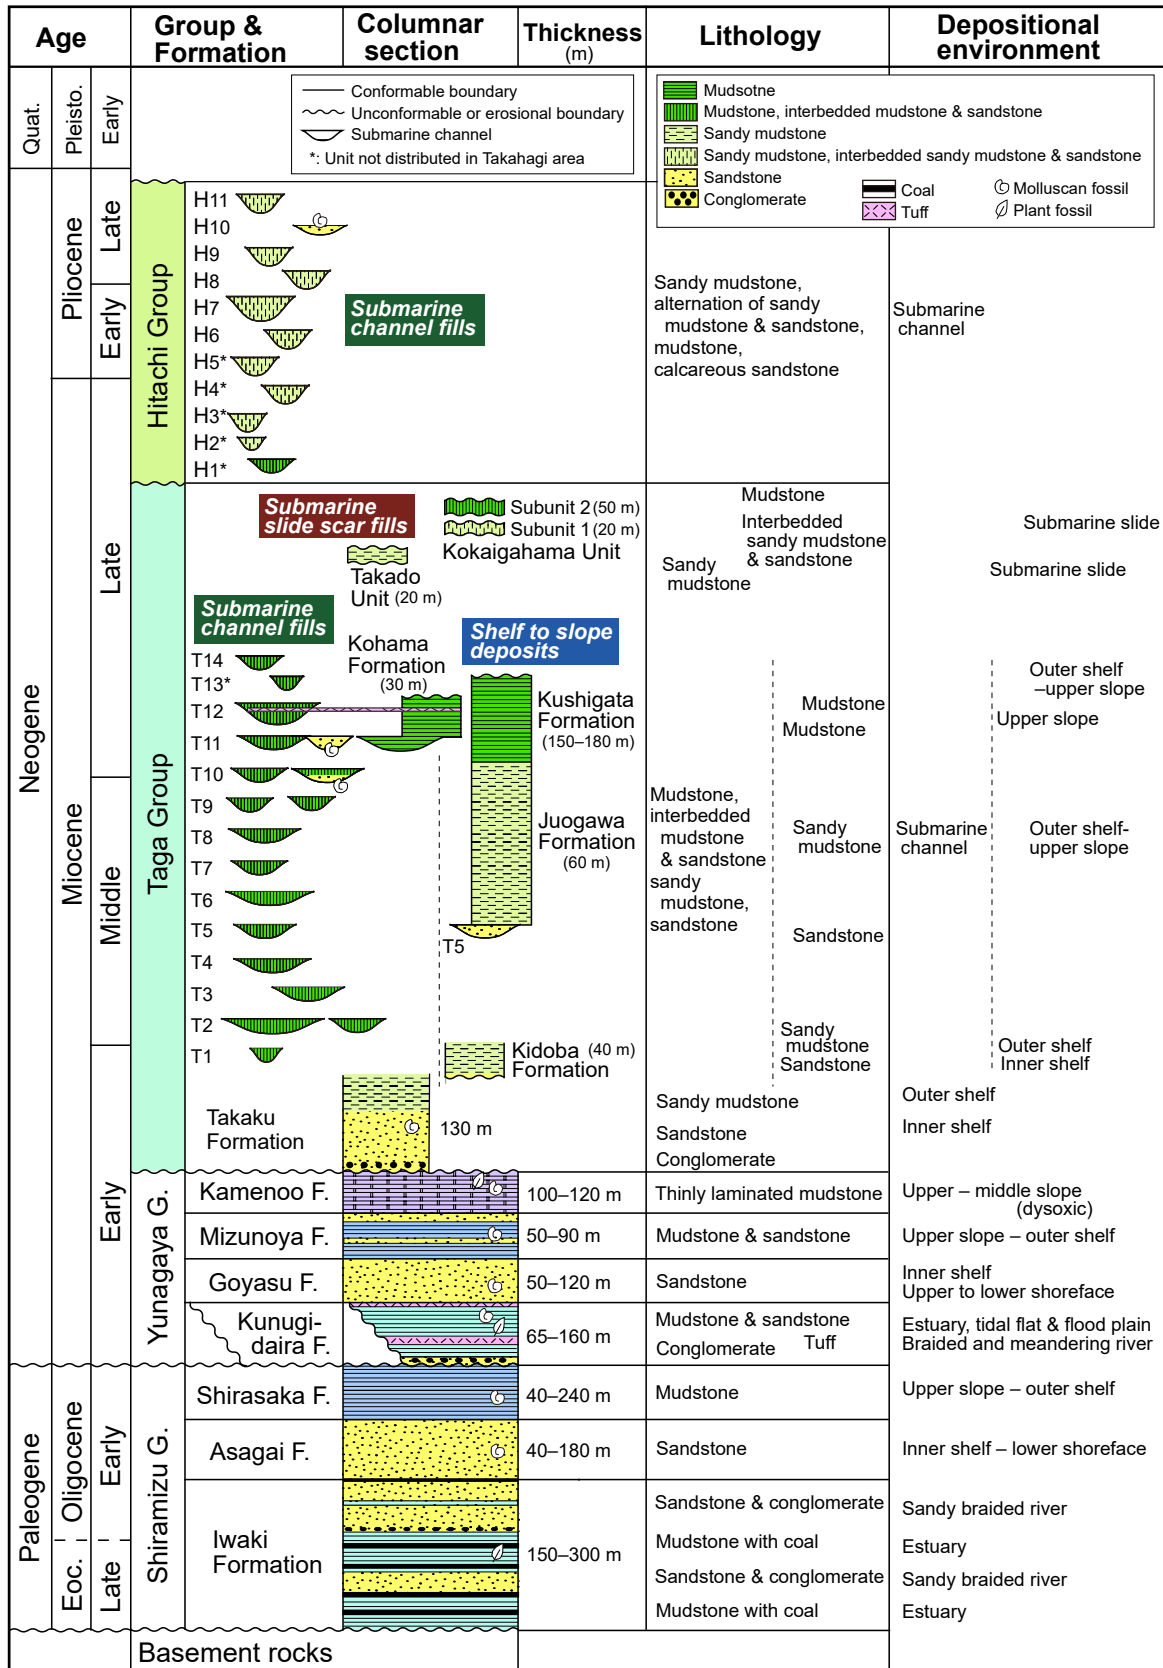 Age
Group &
Formation
Columnar
section
Thickness
(m)
Lithology
Depositional
environment
Quat.
Pleisto.
Early
Conformable boundary
Unconformable or erosional boundary
Submarine channel
*: Unit not distributed in Takahagi area
Mudsotne
Mudstone, interbedded mudstone & sandstone
Sandy mudstone
Sandy mudstone, interbedded sandy mudstone & sandstone
Sandstone
Conglomerate
Coal
Tuff
Molluscan fossil
Plant fossil
Neogene
Pliocene
Late
Early
Hitachi Group
H11
H10
H9
H8
H7
H6
H5*
H4*
H3*
H2*
H1*
Submarine
channel fills
Sandy mudstone,
alternation of sandy
mudstone & sandstone,
mudstone,
calcareous sandstone
Submarine
channel
Miocene
Late
Middle
Early
Taga Group
Submarine
slide scar fills
Subunit 2 (50 m)
Subunit 1 (20 m)
Kokaigahama Unit
Takado
Unit (20 m)
Mudstone
Interbedded
sandy mudstone
& sandstone
Sandy
mudstone
Submarine slide
Submarine slide
Submarine
channel fills
Kohama
Formation
(30 m)
Shelf to slope
deposits
T14
T13*
T12
T11
T10
T9
T8
T7
T6
T5
T4
T3
T2
T1
Kushigata
Formation
(150–180 m)
Juogawa
Formation
(60 m)
T5
Kidoba (40 m)
Formation
Mudstone
Mudstone
Mudstone,
interbedded
mudstone
& sandstone
sandy
mudstone,
sandstone
Sandy
mudstone
Sandstone
Sandy
mudstone
Sandstone
Outer shelf
–upper slope
Upper slope
Submarine
channel
Outer shelf-
upper slope
Outer shelf
Inner shelf
Takaku
Formation
130 m
Sandy mudstone
Sandstone
Conglomerate
Outer shelf
Inner shelf
Yunagaya G.
Kamenoo F.
100–120 m
Thinly laminated mudstone
Upper – middle slope
(dysoxic)
Mizunoya F.
50–90 m
Mudstone & sandstone
Upper slope – outer shelf
Goyasu F.
50–120 m
Sandstone
Inner shelf
Upper to lower shoreface
Kunugi-
daira F.
65–160 m
Mudstone & sandstone
Conglomerate
Tuff
Estuary, tidal flat & flood plain
Braided and meandering river
Paleogene
Oligocene
Early
Eoc.
Late
Shiramizu G.
Shirasaka F.
40–240 m
Mudstone
Upper slope – outer shelf
Asagai F.
40–180 m
Sandstone
Inner shelf – lower shoreface
Iwaki
Formation
150–300 m
Sandstone & conglomerate
Mudstone with coal
Sandstone & conglomerate
Mudstone with coal
Sandy braided river
Estuary
Sandy braided river
Estuary
Basement rocks